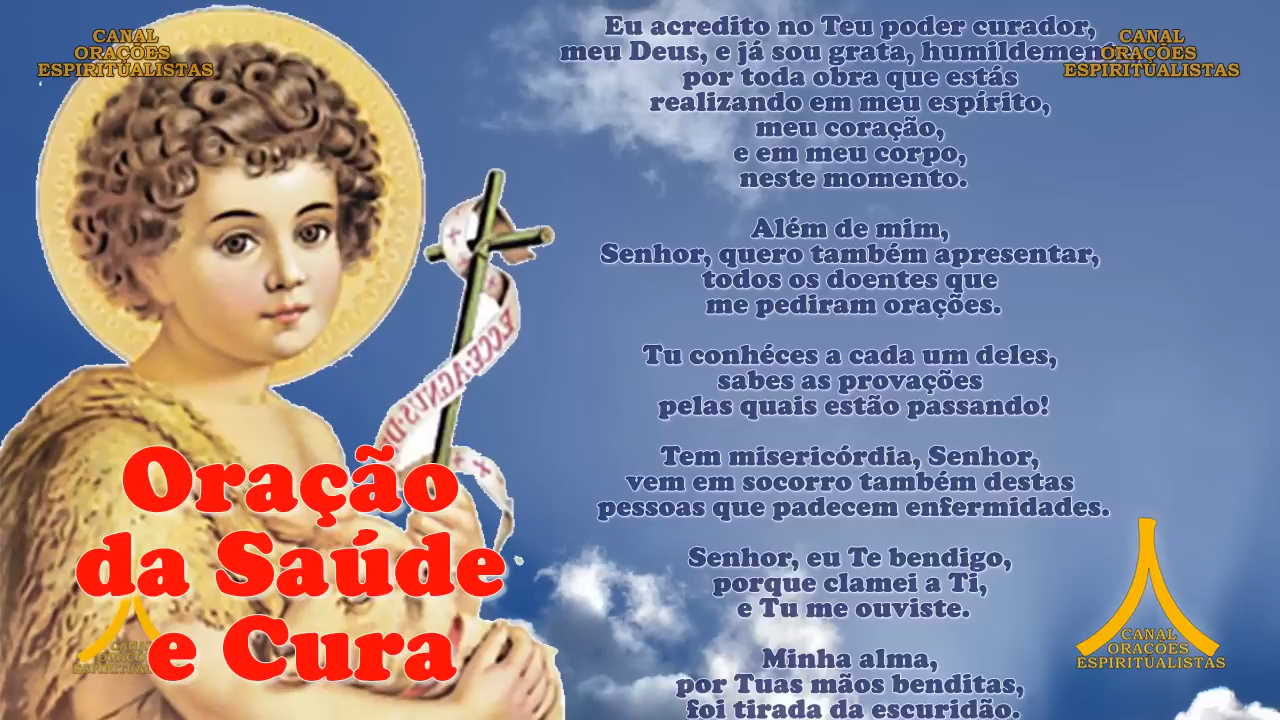 CANAL
ORAÇÕES
ESPIRITUALISTAS
Eu acredito no Teu poder curador,
meu Deus, e já sou grata,
por toda obra que estás
realizando em meu espírito,
meu coração,
e em meu corpo,
neste momento.
CANAL
ORAÇÕES
ESPIRITUALISTAS
Além de mim,
Senhor, quero também apresentar,
todos os doentes que
me pediram orações.
Tu conhéces a cada um deles,
sabes as provações
pelas quais estão passando!
Tem misericórdia, Senhor,
vem em socorro também destas
pessoas que padecem enfermidades.
Senhor, eu Te bendigo,
porque clamei a Ti,
e Tu me ouviste.
Minha alma,
por Tuas mãos benditas,
foi tirada da escuridão.
ECCE·AGNUS·
Oração
da Saúde
e Cura
CANAL
ORAÇÕES
ESPIRITUALISTAS